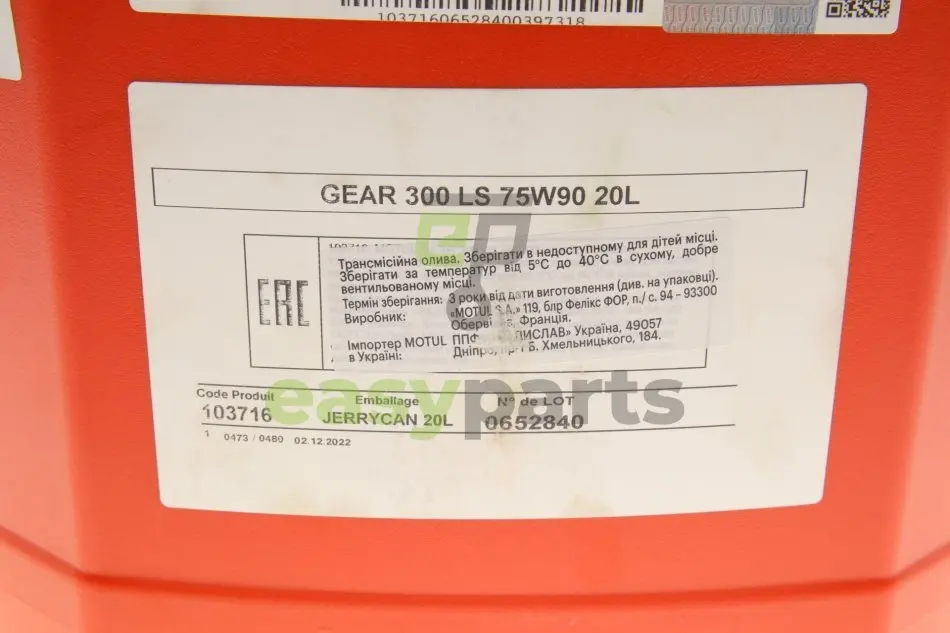 10371606528400397318
GEAR 300 LS 75W90 20L
Трансмісійна олива. Зберігати в недоступному для дітей місці.
Зберігати за температур від 5°C до 40°C в сухому, добре
вентильованому місці.
Термін зберігання: 3 роки від дати виготовлення (див. на упаковці).
Виробник: «MOTUL S.A.» 119, блр Фелікс ФОР, п./ с. 94 – 93300
Франція.
Імпортер MOTUL Україна, 49057
в Україні: Б. Хмельницького, 184.
EAC
easyparts
Code Produit Emballage N° de LOT
103716 JERRYCAN 20L 0652840
1 0473 / 0480 02.12.2022